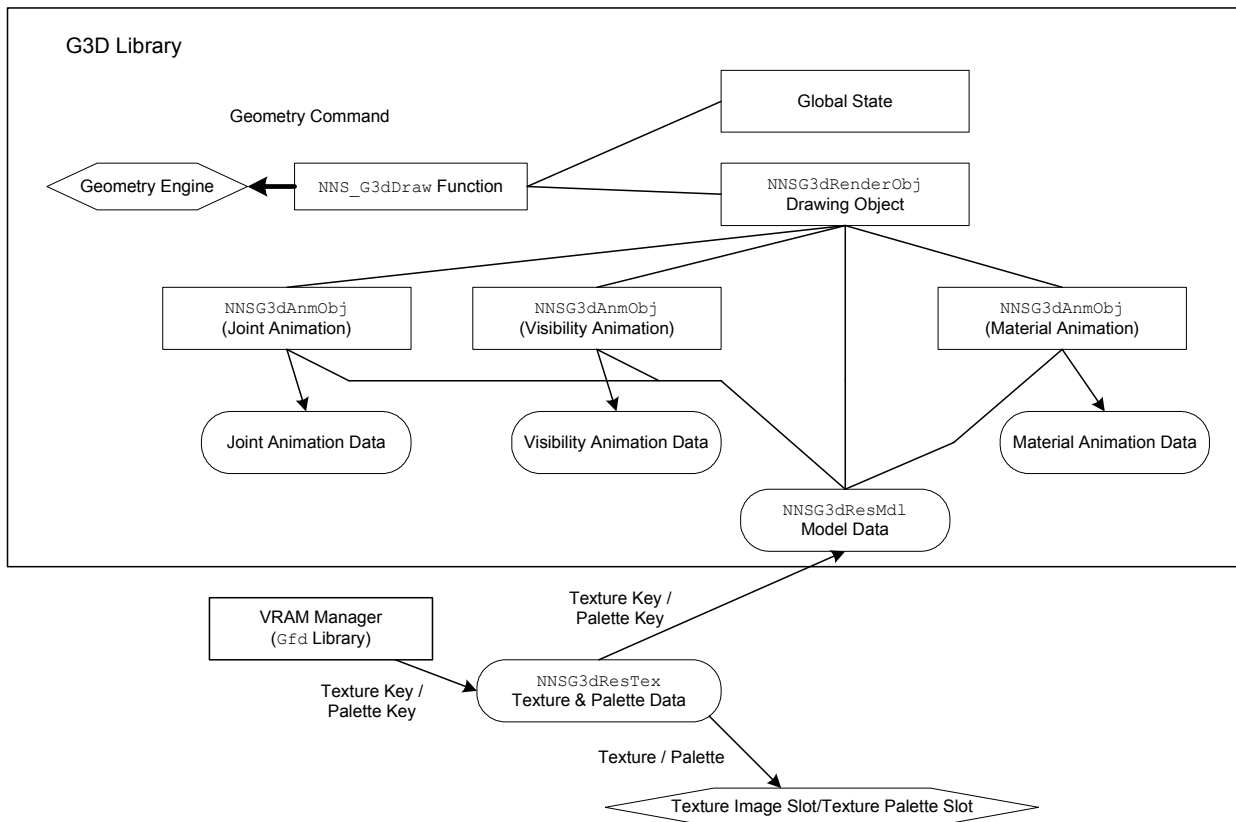 G3D Library
Global State
Geometry Command
Geometry Engine
NNS_G3dDraw Function
NNSG3dRenderObj
Drawing Object
NNSG3dAnmObj
(Joint Animation)
NNSG3dAnmObj
(Visibility Animation)
NNSG3dAnmObj
(Material Animation)
Joint Animation Data
Visibility Animation Data
Material Animation Data
NNSG3dResMdl
Model Data
VRAM Manager
(Gfd Library)
Texture Key /
Palette Key
Texture Key /
Palette Key
NNSG3dResTex
Texture & Palette Data
Texture / Palette
Texture Image Slot/Texture Palette Slot